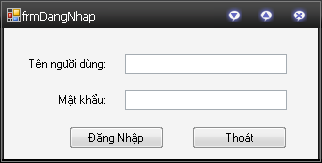 frmDangNhap
Tên người dùng:
Mật khẩu:
Đăng Nhập Thoát